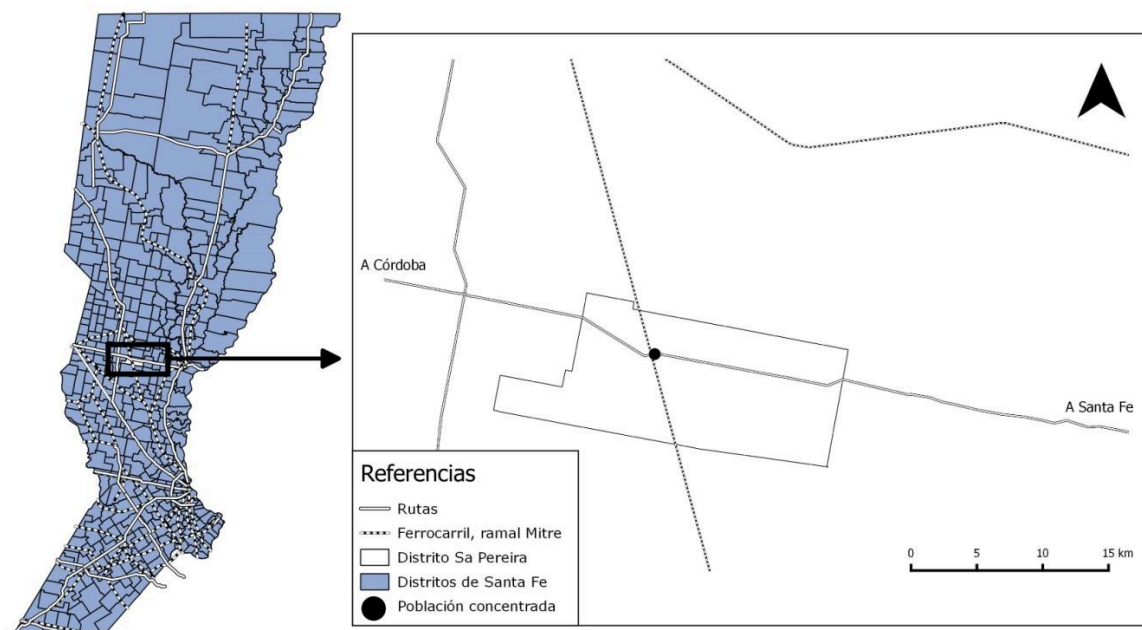 A Córdoba
A Santa Fe
Referencias
Rutas
Ferrocarril, ramal Mitre
Distrito Sa Pereira
Distritos de Santa Fe
Población concentrada
0 5 10 15 km